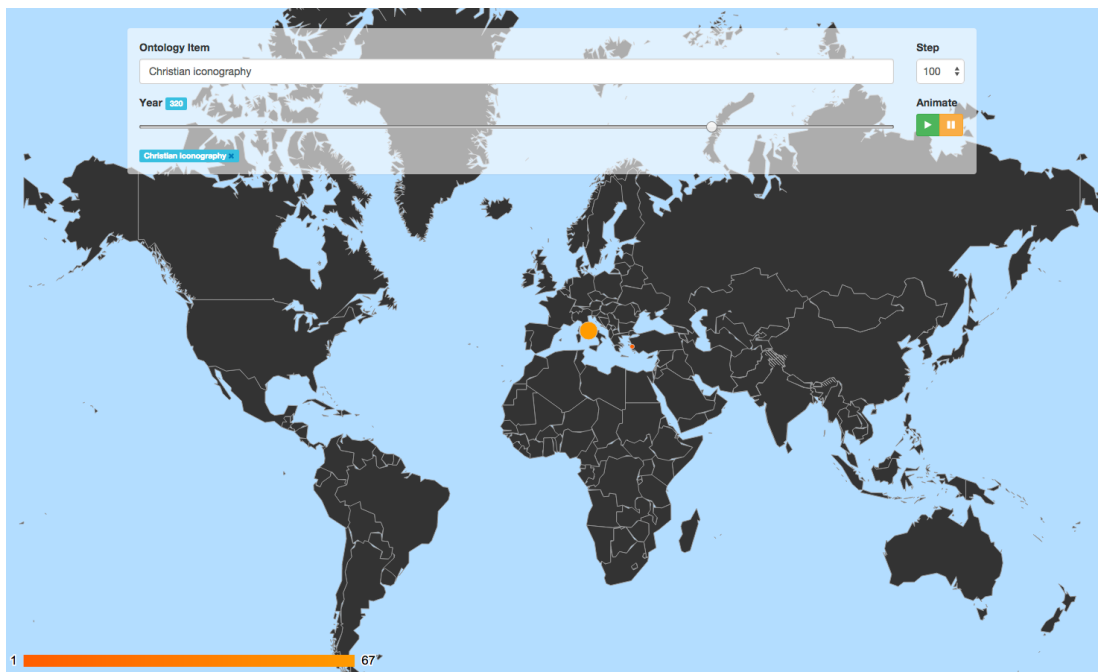 Ontology Item
Step
Christian iconography
100
Year 320
Animate
Christian iconography ×
1
67